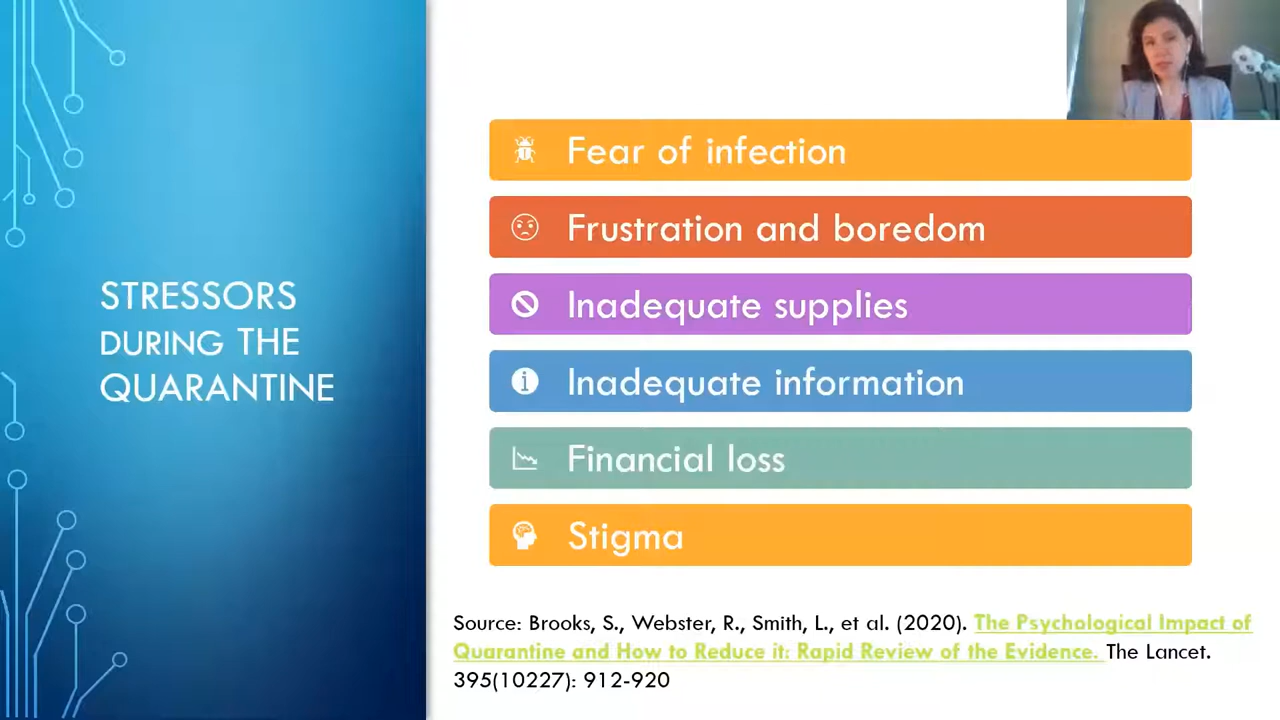 STRESSORS
DURING THE
QUARANTINE
Fear of infection
Frustration and boredom
Inadequate supplies
Inadequate information
Financial loss
Stigma
Source: Brooks, S., Webster, R., Smith, L., et al. (2020). The Psychological Impact of
Quarantine and How to Reduce it: Rapid Review of the Evidence. The Lancet.
395(10227): 912-920